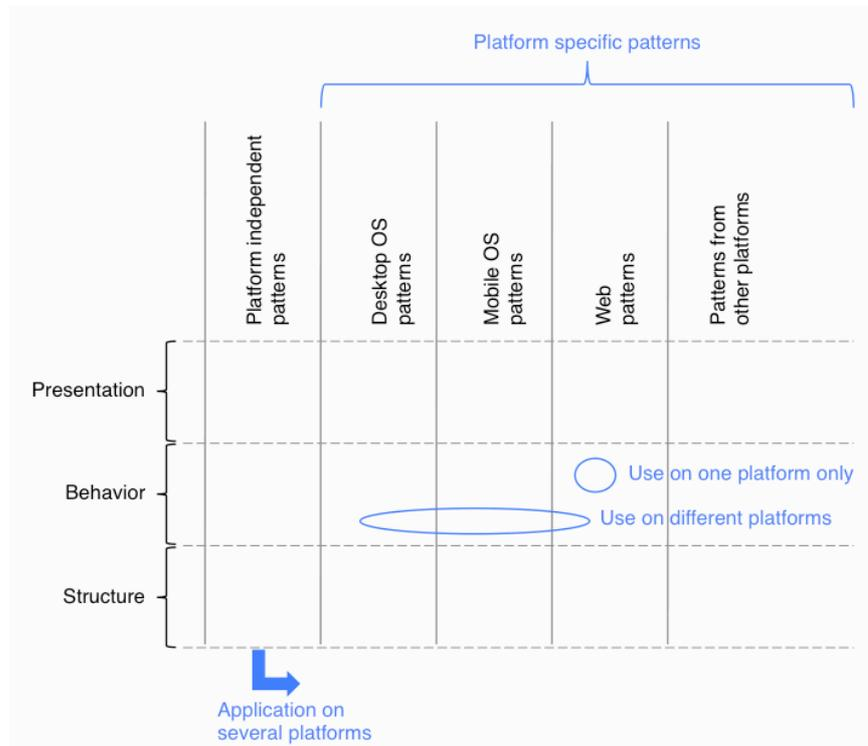 Platform specific patterns
Platform independent
patterns
Desktop OS
patterns
Mobile OS
patterns
Web
patterns
Patterns from
other platforms
Presentation
Behavior
Use on one platform only
Use on different platforms
Structure
Application on
several platforms